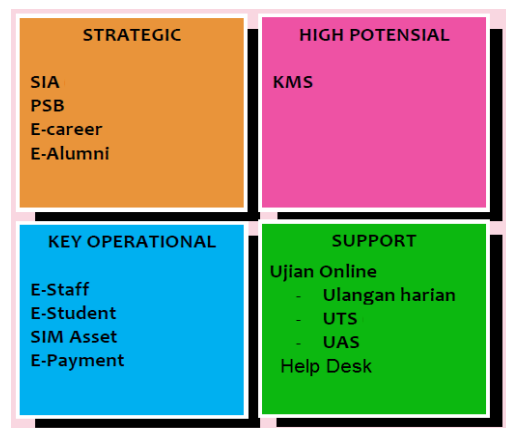 STRATEGIC
SIA
PSB
E-career
E-Alumni
HIGH POTENSIAL
KMS
KEY OPERATIONAL
E-Staff
E-Student
SIM Asset
E-Payment
SUPPORT
Ujian Online
- Ulangan harian
- UTS
- UAS
Help Desk